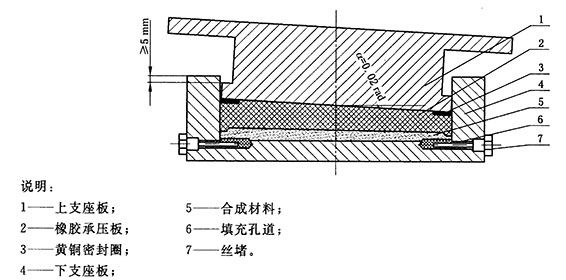 ≥5 mm
α=0.02 rad
1
2
3
4
5
6
7
说明：
1——上支座板；
2——橡胶承压板；
3——黄铜密封圈；
4——下支座板；
5——合成材料；
6——填充孔道；
7——丝堵。